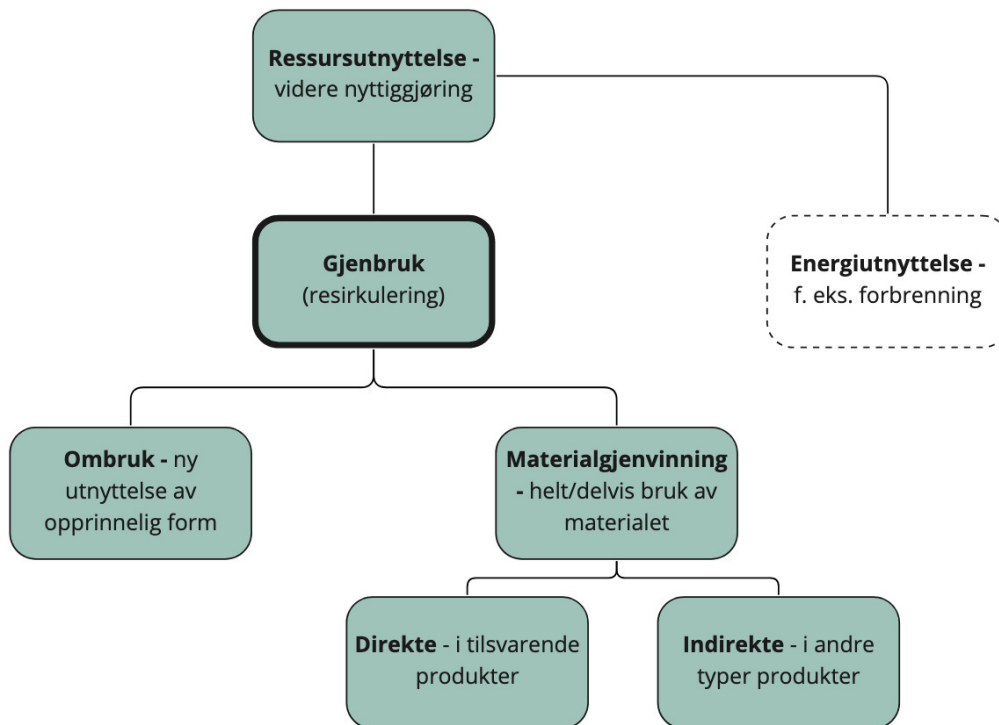 Ressursutnyttelse -
videre nyttiggjøring
Gjenbruk
(resirkulering)
Energiutnyttelse -
f. eks. forbrenning
Ombruk - ny
utnyttelse av
opprinnelig form
Materialgjenvinning
- helt/delvis bruk av
materialet
Direkte - i tilsvarende
produkter
Indirekte - i andre
typer produkter